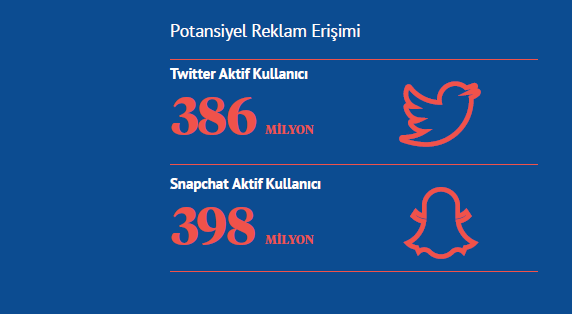 Potansiyel Reklam Erişimi
Twitter Aktif Kullanıcı
386 MİLYON
Snapchat Aktif Kullanıcı
398 MİLYON